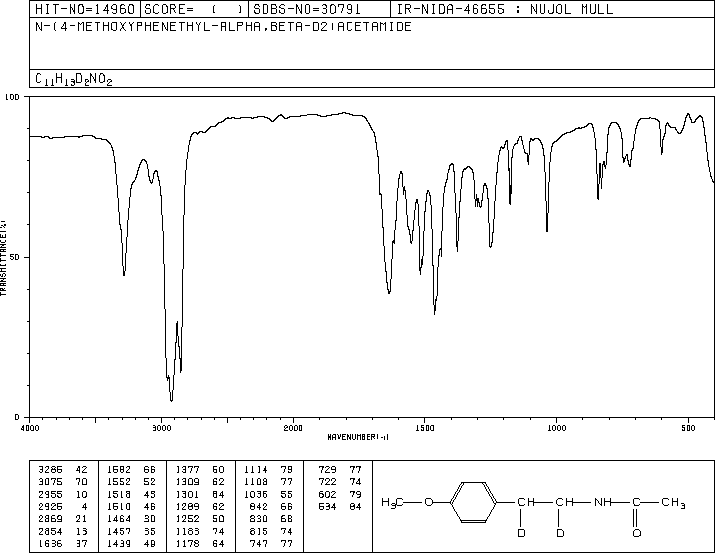 HIT-NO=14960 SCORE= ( ) SDBS-NO=30791 IR-NIDA-46655 : NUJOL MULL
N-(4-METHOXYPHENETHYL-ALPHA,BETA-D2)ACETAMIDE
C11H13D2NO2
100
TRANSMITTANCE(%)
50
0
4000 3000 2000 1500 1000 500
WAVENUMBER(-1)
3285 42 1582 66 1377 50 1114 79 729 77
3075 70 1552 52 1309 62 1108 77 722 74
2955 10 1518 43 1301 64 1036 55 602 79
2925 4 1510 46 1289 62 842 66 534 84
2869 21 1464 30 1252 50 830 68
2854 13 1457 35 1183 74 815 74
1636 37 1439 49 1178 64 747 77
H3C O CH CH NH C CH3
D D O